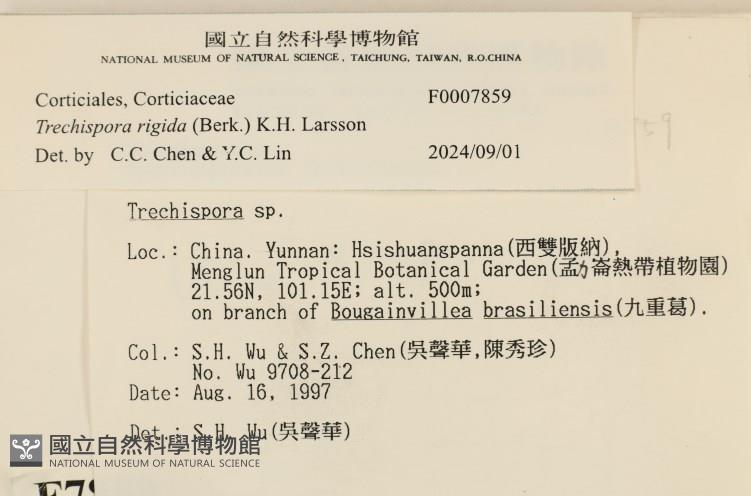 國立自然科學博物館
NATIONAL MUSEUM OF NATURAL SCIENCE, TAICHUNG, TAIWAN, R.O.CHINA
Corticiales, Corticiaceae F0007859
Trechispora rigida (Berk.) K.H. Larsson
Det. by C.C. Chen & Y.C. Lin 2024/09/01
Trechispora sp.
Loc.: China. Yunnan: Hsishuangpanna(西雙版納),
Menglun Tropical Botanical Garden(孟力崙熱帶植物園)
21.56N, 101.15E; alt. 500m;
on branch of Bougainvillea brasiliensis(九重葛).
Col.: S.H. Wu & S.Z. Chen(吳聲華,陳秀珍)
No. Wu 9708-212
Date: Aug. 16, 1997
Det.: S.H. Wu(吳聲華)
國立自然科學博物館
NATIONAL MUSEUM OF NATURAL SCIENCE